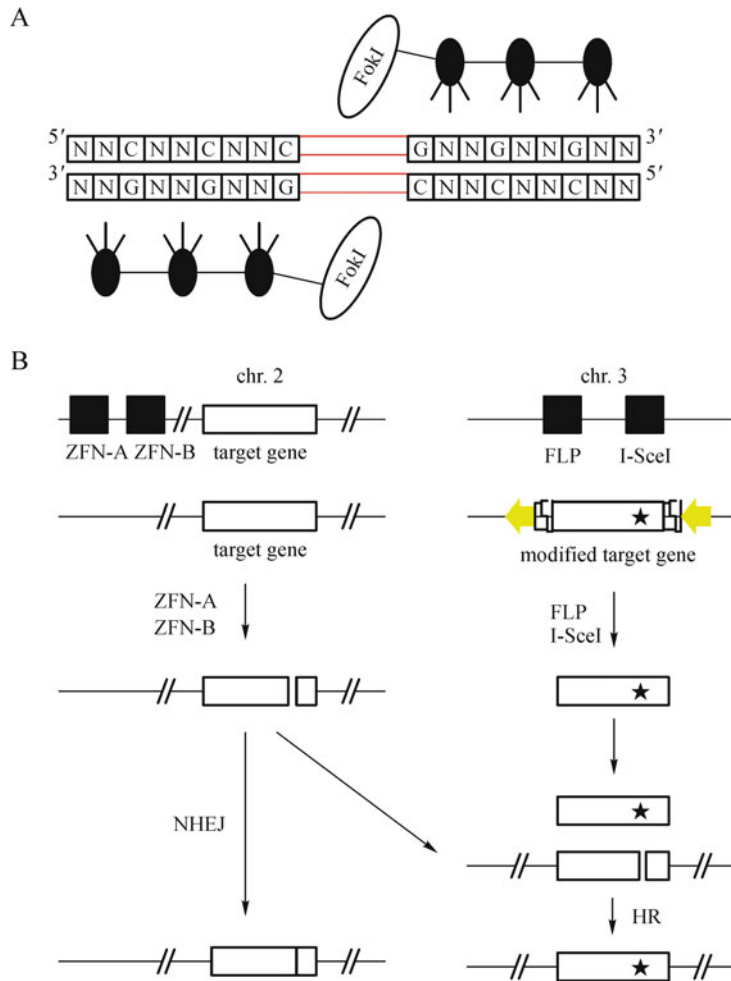 A
FokI
5′ N N C N N C N N C G N N G N N G N N 3′
3′ N N G N N G N N G C N N C N N C N N 5′
FokI
B
chr. 2 chr. 3
ZFN-A ZFN-B target gene FLP I-SceI
target gene modified target gene
ZFN-A FLP
ZFN-B I-SceI
NHEJ
HR